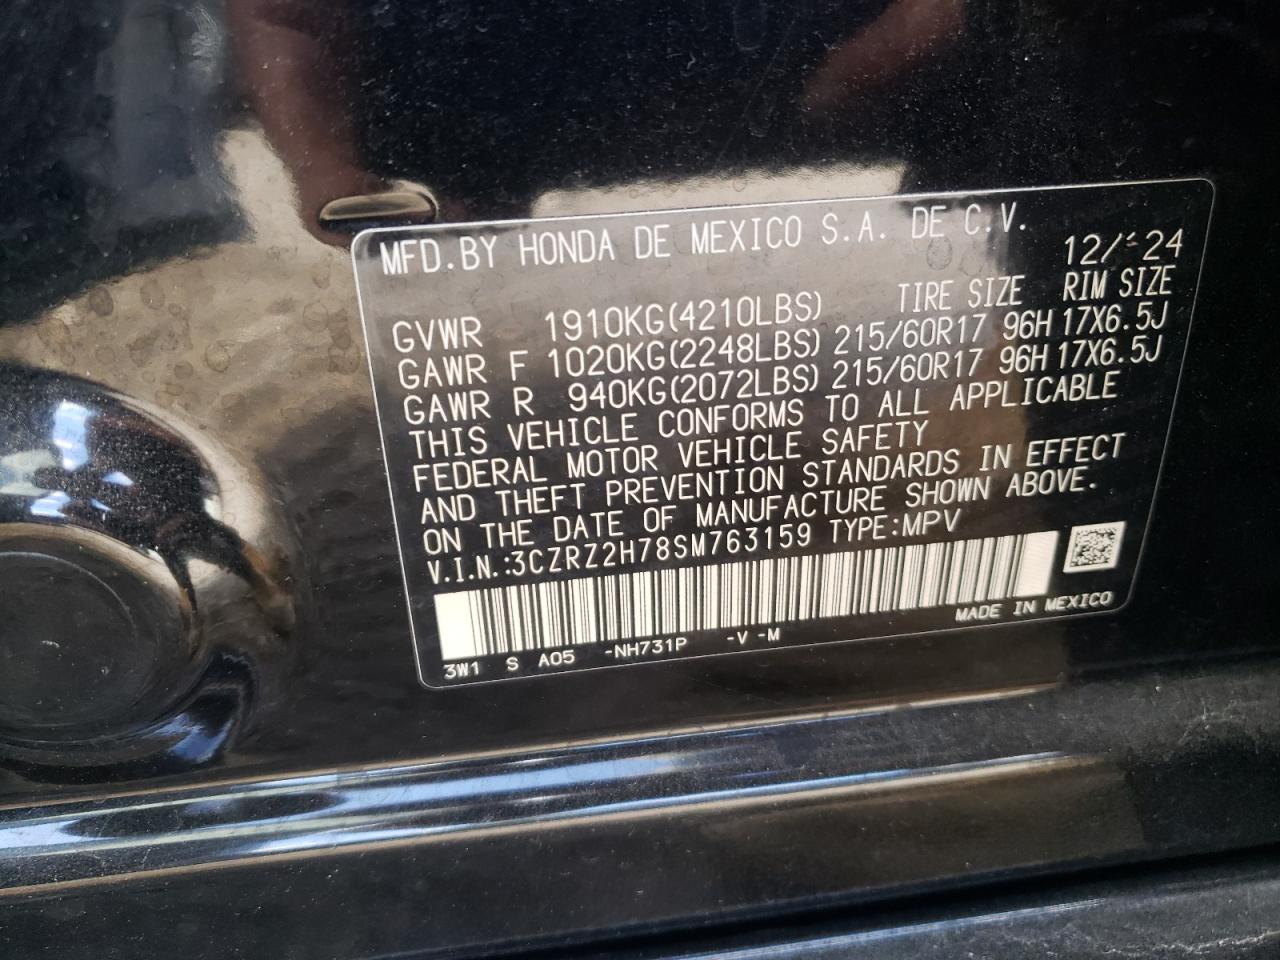 MFD.BY HONDA DE MEXICO S.A. DE C.V.
12/'24
TIRE SIZE RIM SIZE
GVWR 1910KG(4210LBS)
GAWR F 1020KG(2248LBS) 215/60R17 96H 17X6.5J
GAWR R 940KG(2072LBS) 215/60R17 96H 17X6.5J
THIS VEHICLE CONFORMS TO ALL APPLICABLE
FEDERAL MOTOR VEHICLE SAFETY
AND THEFT PREVENTION STANDARDS IN EFFECT
ON THE DATE OF MANUFACTURE SHOWN ABOVE.
V.I.N.:3CZRZ2H78SM763159 TYPE:MPV
MADE IN MEXICO
3W1 S A05 -NH731P -V -M